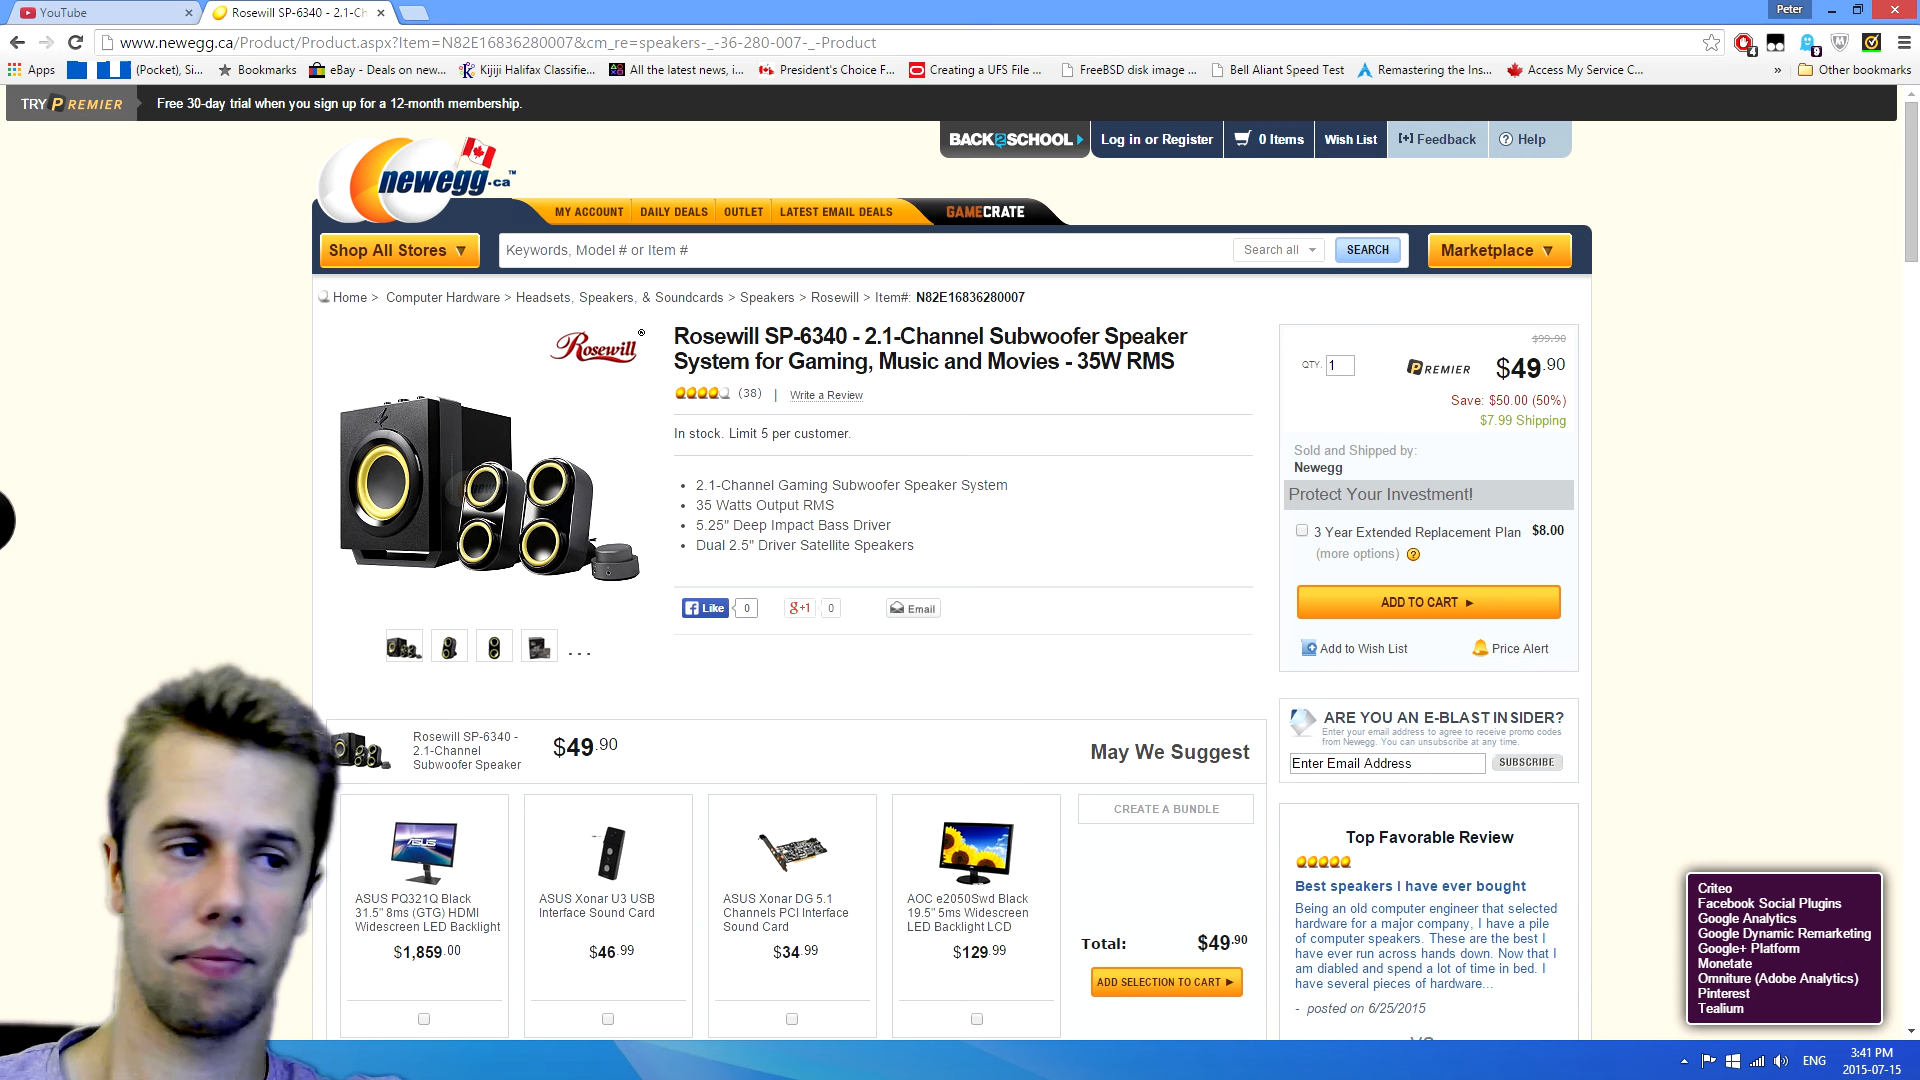 YouTube
Rosewill SP-6340 - 2.1-Ch
Peter
www.newegg.ca/Product/Product.aspx?Item=N82E16836280007&cm_re=speakers-_-36-280-007-_-Product
4
9
Apps
(Pocket), Si...
Bookmarks
eBay - Deals on new...
Kijiji Halifax Classifie...
All the latest news, i...
President's Choice F...
Creating a UFS File ...
FreeBSD disk image ...
Bell Aliant Speed Test
Remastering the Ins...
Access My Service C...
»
Other bookmarks
TRY PREMIER
Free 30-day trial when you sign up for a 12-month membership.
BACK2SCHOOL
Log in or Register
0 Items
Wish List
[+] Feedback
? Help
newegg.ca™
MY ACCOUNT
DAILY DEALS
OUTLET
LATEST EMAIL DEALS
GAMECRATE
Shop All Stores ▼
Keywords, Model # or Item #
Search all
SEARCH
Marketplace ▼
Home > Computer Hardware > Headsets, Speakers, & Soundcards > Speakers > Rosewill > Item#: N82E16836280007
Rosewill ®
Rosewill SP-6340 - 2.1-Channel Subwoofer Speaker
System for Gaming, Music and Movies - 35W RMS
(38) | Write a Review
In stock. Limit 5 per customer.
• 2.1-Channel Gaming Subwoofer Speaker System
• 35 Watts Output RMS
• 5.25" Deep Impact Bass Driver
• Dual 2.5" Driver Satellite Speakers
Like 0
g+1 0
Email
...
$99.90
QTY. 1
PREMIER $49.90
Save: $50.00 (50%)
$7.99 Shipping
Sold and Shipped by:
Newegg
Protect Your Investment!
3 Year Extended Replacement Plan $8.00
(more options) ?
ADD TO CART ►
Add to Wish List
Price Alert
ARE YOU AN E-BLAST INSIDER?
Enter your email address to agree to receive promo codes
from Newegg. You can unsubscribe at any time.
Enter Email Address
SUBSCRIBE
Rosewill SP-6340 -
2.1-Channel
Subwoofer Speaker
$49.90
May We Suggest
ASUS
ASUS PQ321Q Black
31.5" 8ms (GTG) HDMI
Widescreen LED Backlight
$1,859.00
ASUS Xonar U3 USB
Interface Sound Card
$46.99
ASUS Xonar DG 5.1
Channels PCI Interface
Sound Card
$34.99
AOC e2050Swd Black
19.5" 5ms Widescreen
LED Backlight LCD
$129.99
CREATE A BUNDLE
Total: $49.90
ADD SELECTION TO CART ►
Top Favorable Review
Best speakers I have ever bought
Being an old computer engineer that selected
hardware for a major company, I have a pile
of computer speakers. These are the best I
have ever run across hands down. Now that I
am diabled and spend a lot of time in bed. I
have several pieces of hardware...
- posted on 6/25/2015
VS
Criteo
Facebook Social Plugins
Google Analytics
Google Dynamic Remarketing
Google+ Platform
Monetate
Omniture (Adobe Analytics)
Pinterest
Tealium
ENG
3:41 PM
2015-07-15